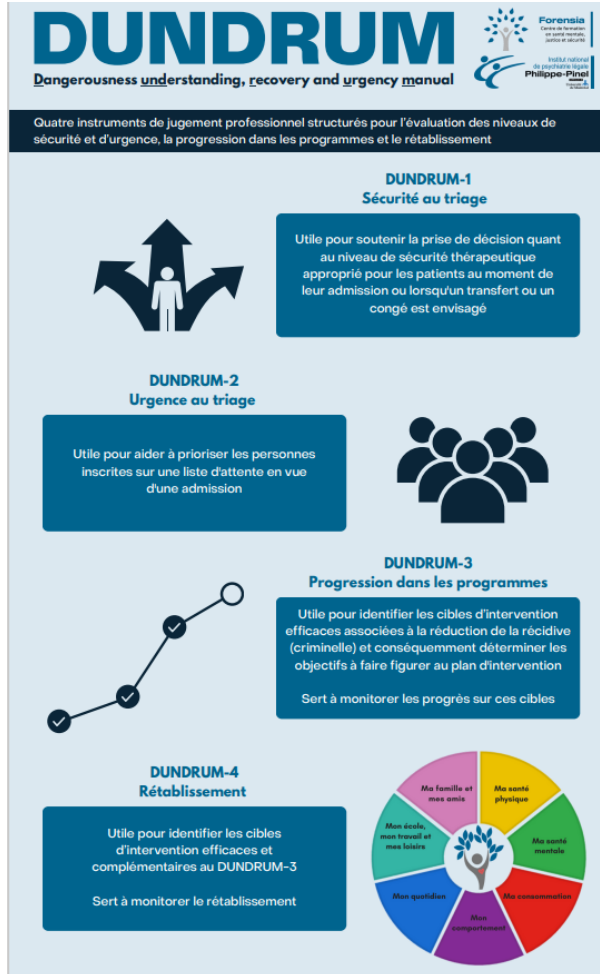 DUNDRUM
Dangerousness understanding, recovery and urgency manual
Forensia
Centre de formation
en santé mentale,
justice et sécurité
Institut national
de psychiatrie légale
Philippe-Pinel
Quatre instruments de jugement professionnel structurés pour l'évaluation des niveaux de
sécurité et d'urgence, la progression dans les programmes et le rétablissement
DUNDRUM-1
Sécurité au triage
Utile pour soutenir la prise de décision quant
au niveau de sécurité thérapeutique
approprié pour les patients au moment de
leur admission ou lorsqu'un transfert ou un
congé est envisagé
DUNDRUM-2
Urgence au triage
Utile pour aider à prioriser les personnes
inscrites sur une liste d'attente en vue
d'une admission
DUNDRUM-3
Progression dans les programmes
Utile pour identifier les cibles d'intervention
efficaces associées à la réduction de la récidive
(criminelle) et conséquemment déterminer les
objectifs à faire figurer au plan d'intervention
Sert à monitorer les progrès sur ces cibles
DUNDRUM-4
Rétablissement
Utile pour identifier les cibles
d'intervention efficaces et
complémentaires au DUNDRUM-3
Sert à monitorer le rétablissement
Ma famille et
mes amis
Ma santé
physique
Mon école,
mon travail et
mes loisirs
Ma santé
mentale
Mon quotidien
Ma consommation
Mon
comportement